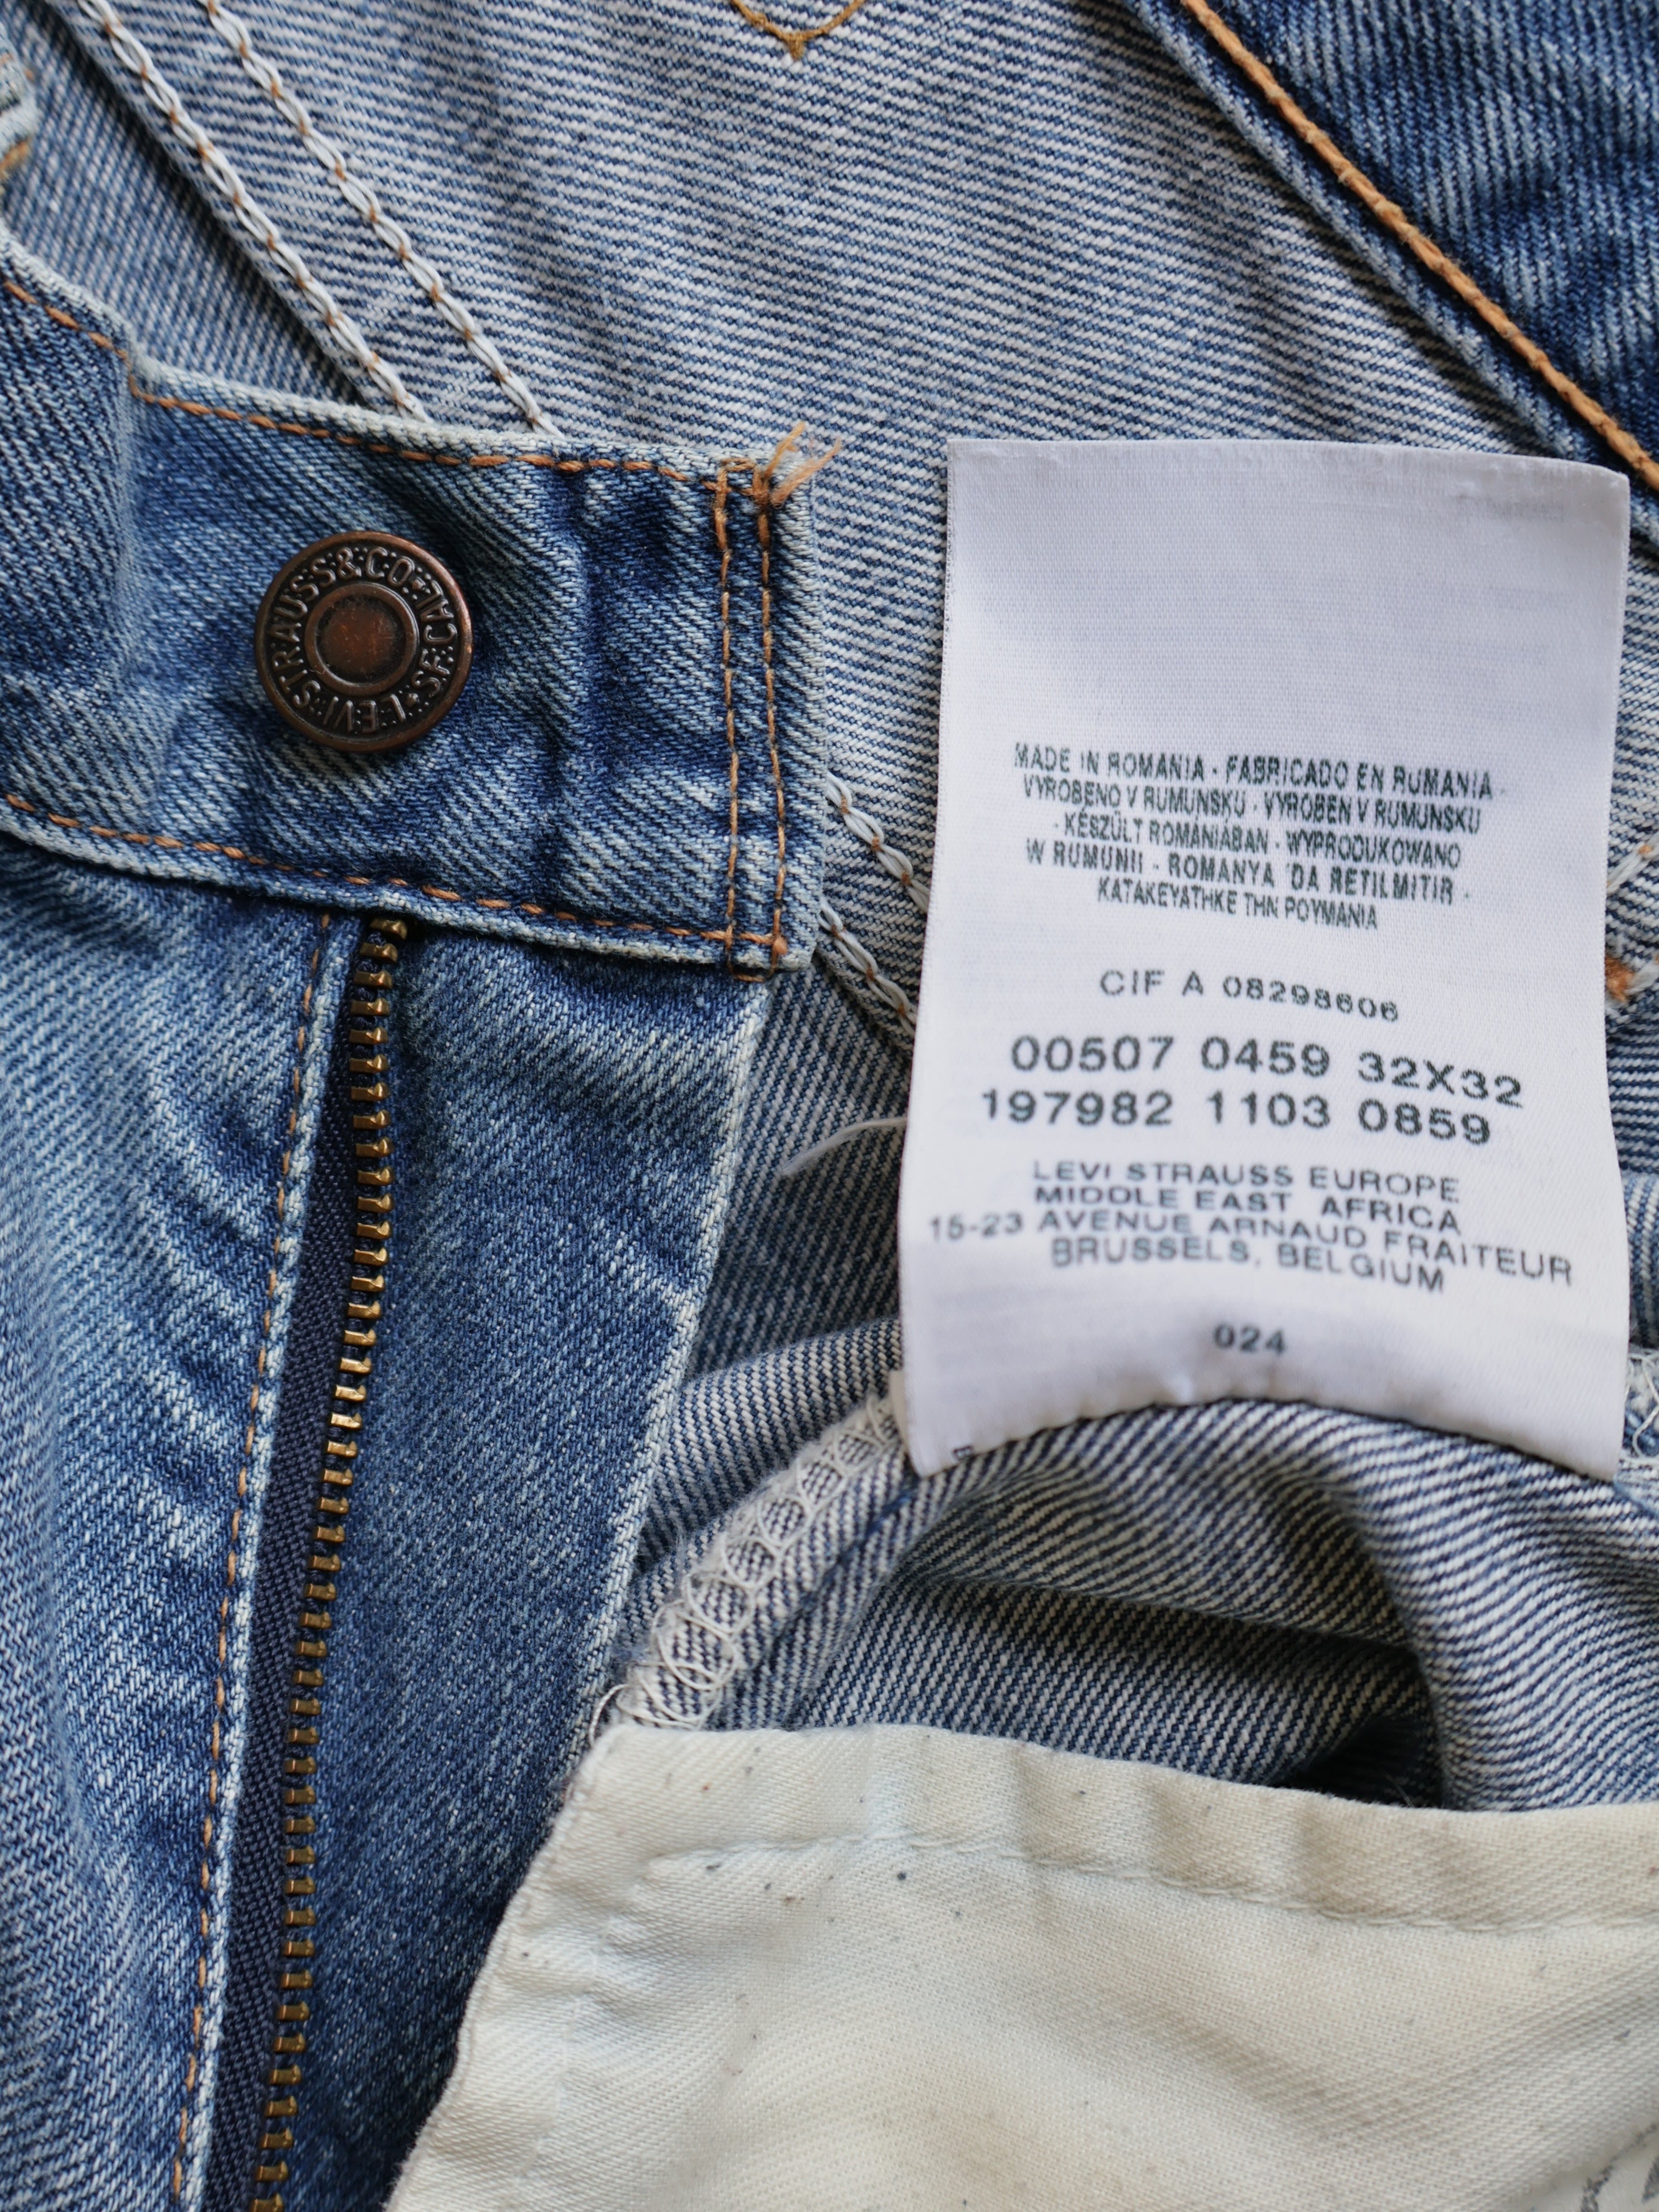 LEVI STRAUSS & CO S.F. CAL
MADE IN ROMANIA - FABRICADO EN RUMANIA -
VYROBENO V RUMUNSKU - VYROBEN V RUMUNSKU
- KÉSZÜLT ROMANIÁBAN - WYPRODUKOWANO
W RUMUNII - ROMANYA 'DA RETILMITIR -
KATAKEYATHKE THN POYMANIA
CIF A 08298606
00507 0459 32X32
197982 1103 0859
LEVI STRAUSS EUROPE
MIDDLE EAST AFRICA
15-23 AVENUE ARNAUD FRAITEUR
BRUSSELS, BELGIUM
024